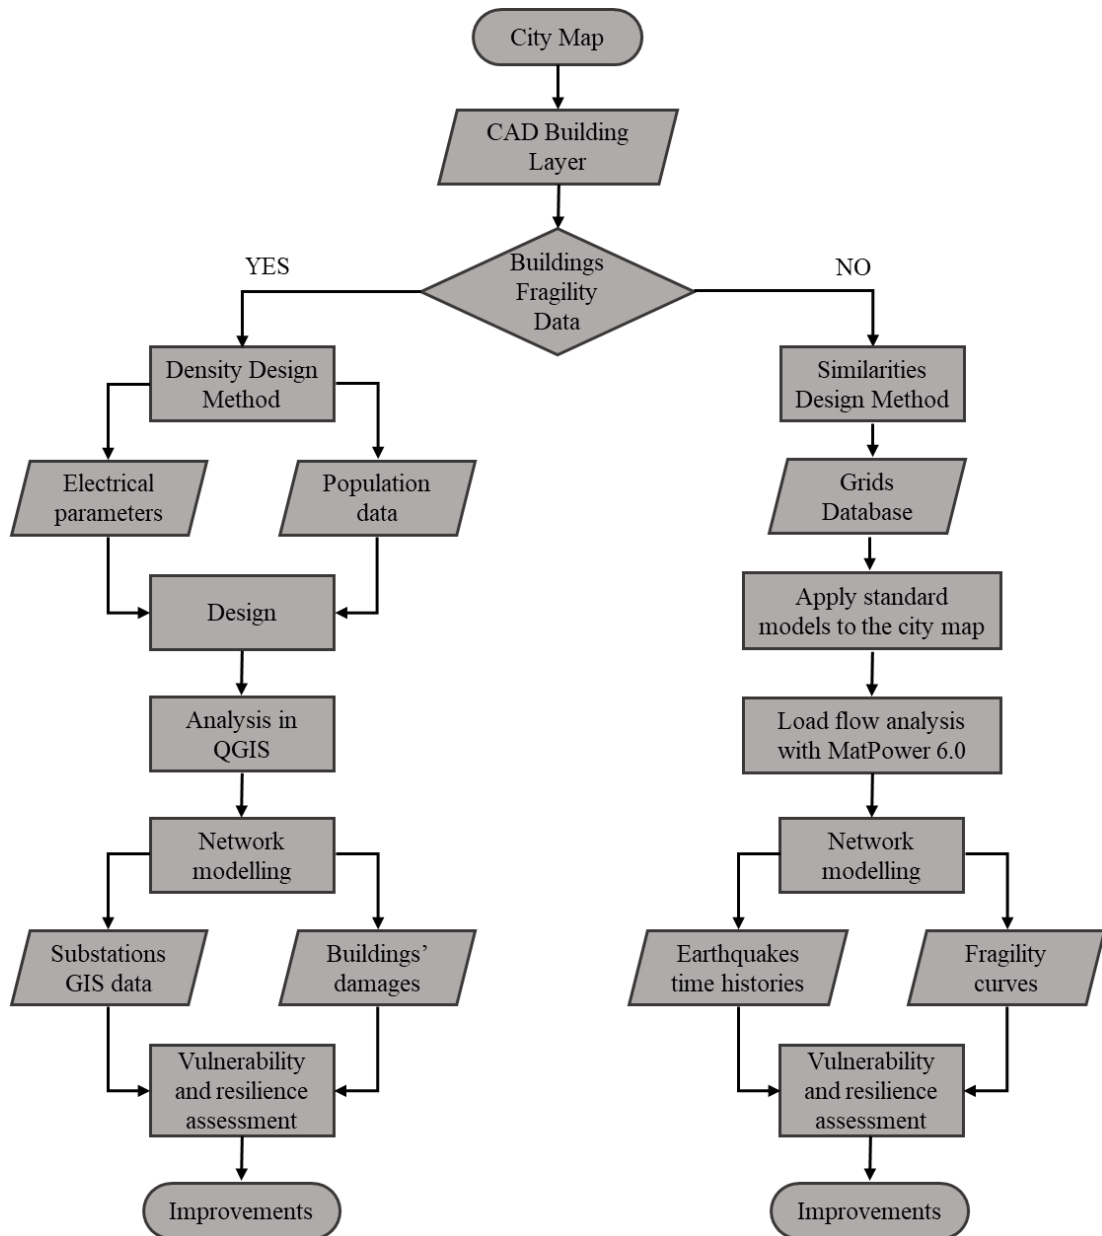 City Map
CAD Building
Layer
Buildings
Fragility
Data
YES
NO
Density Design
Method
Similarities
Design Method
Electrical
parameters
Population
data
Grids
Database
Design
Apply standard
models to the city map
Analysis in
QGIS
Load flow analysis
with MatPower 6.0
Network
modelling
Network
modelling
Substations
GIS data
Buildings’
damages
Earthquakes
time histories
Fragility
curves
Vulnerability
and resilience
assessment
Vulnerability
and resilience
assessment
Improvements
Improvements